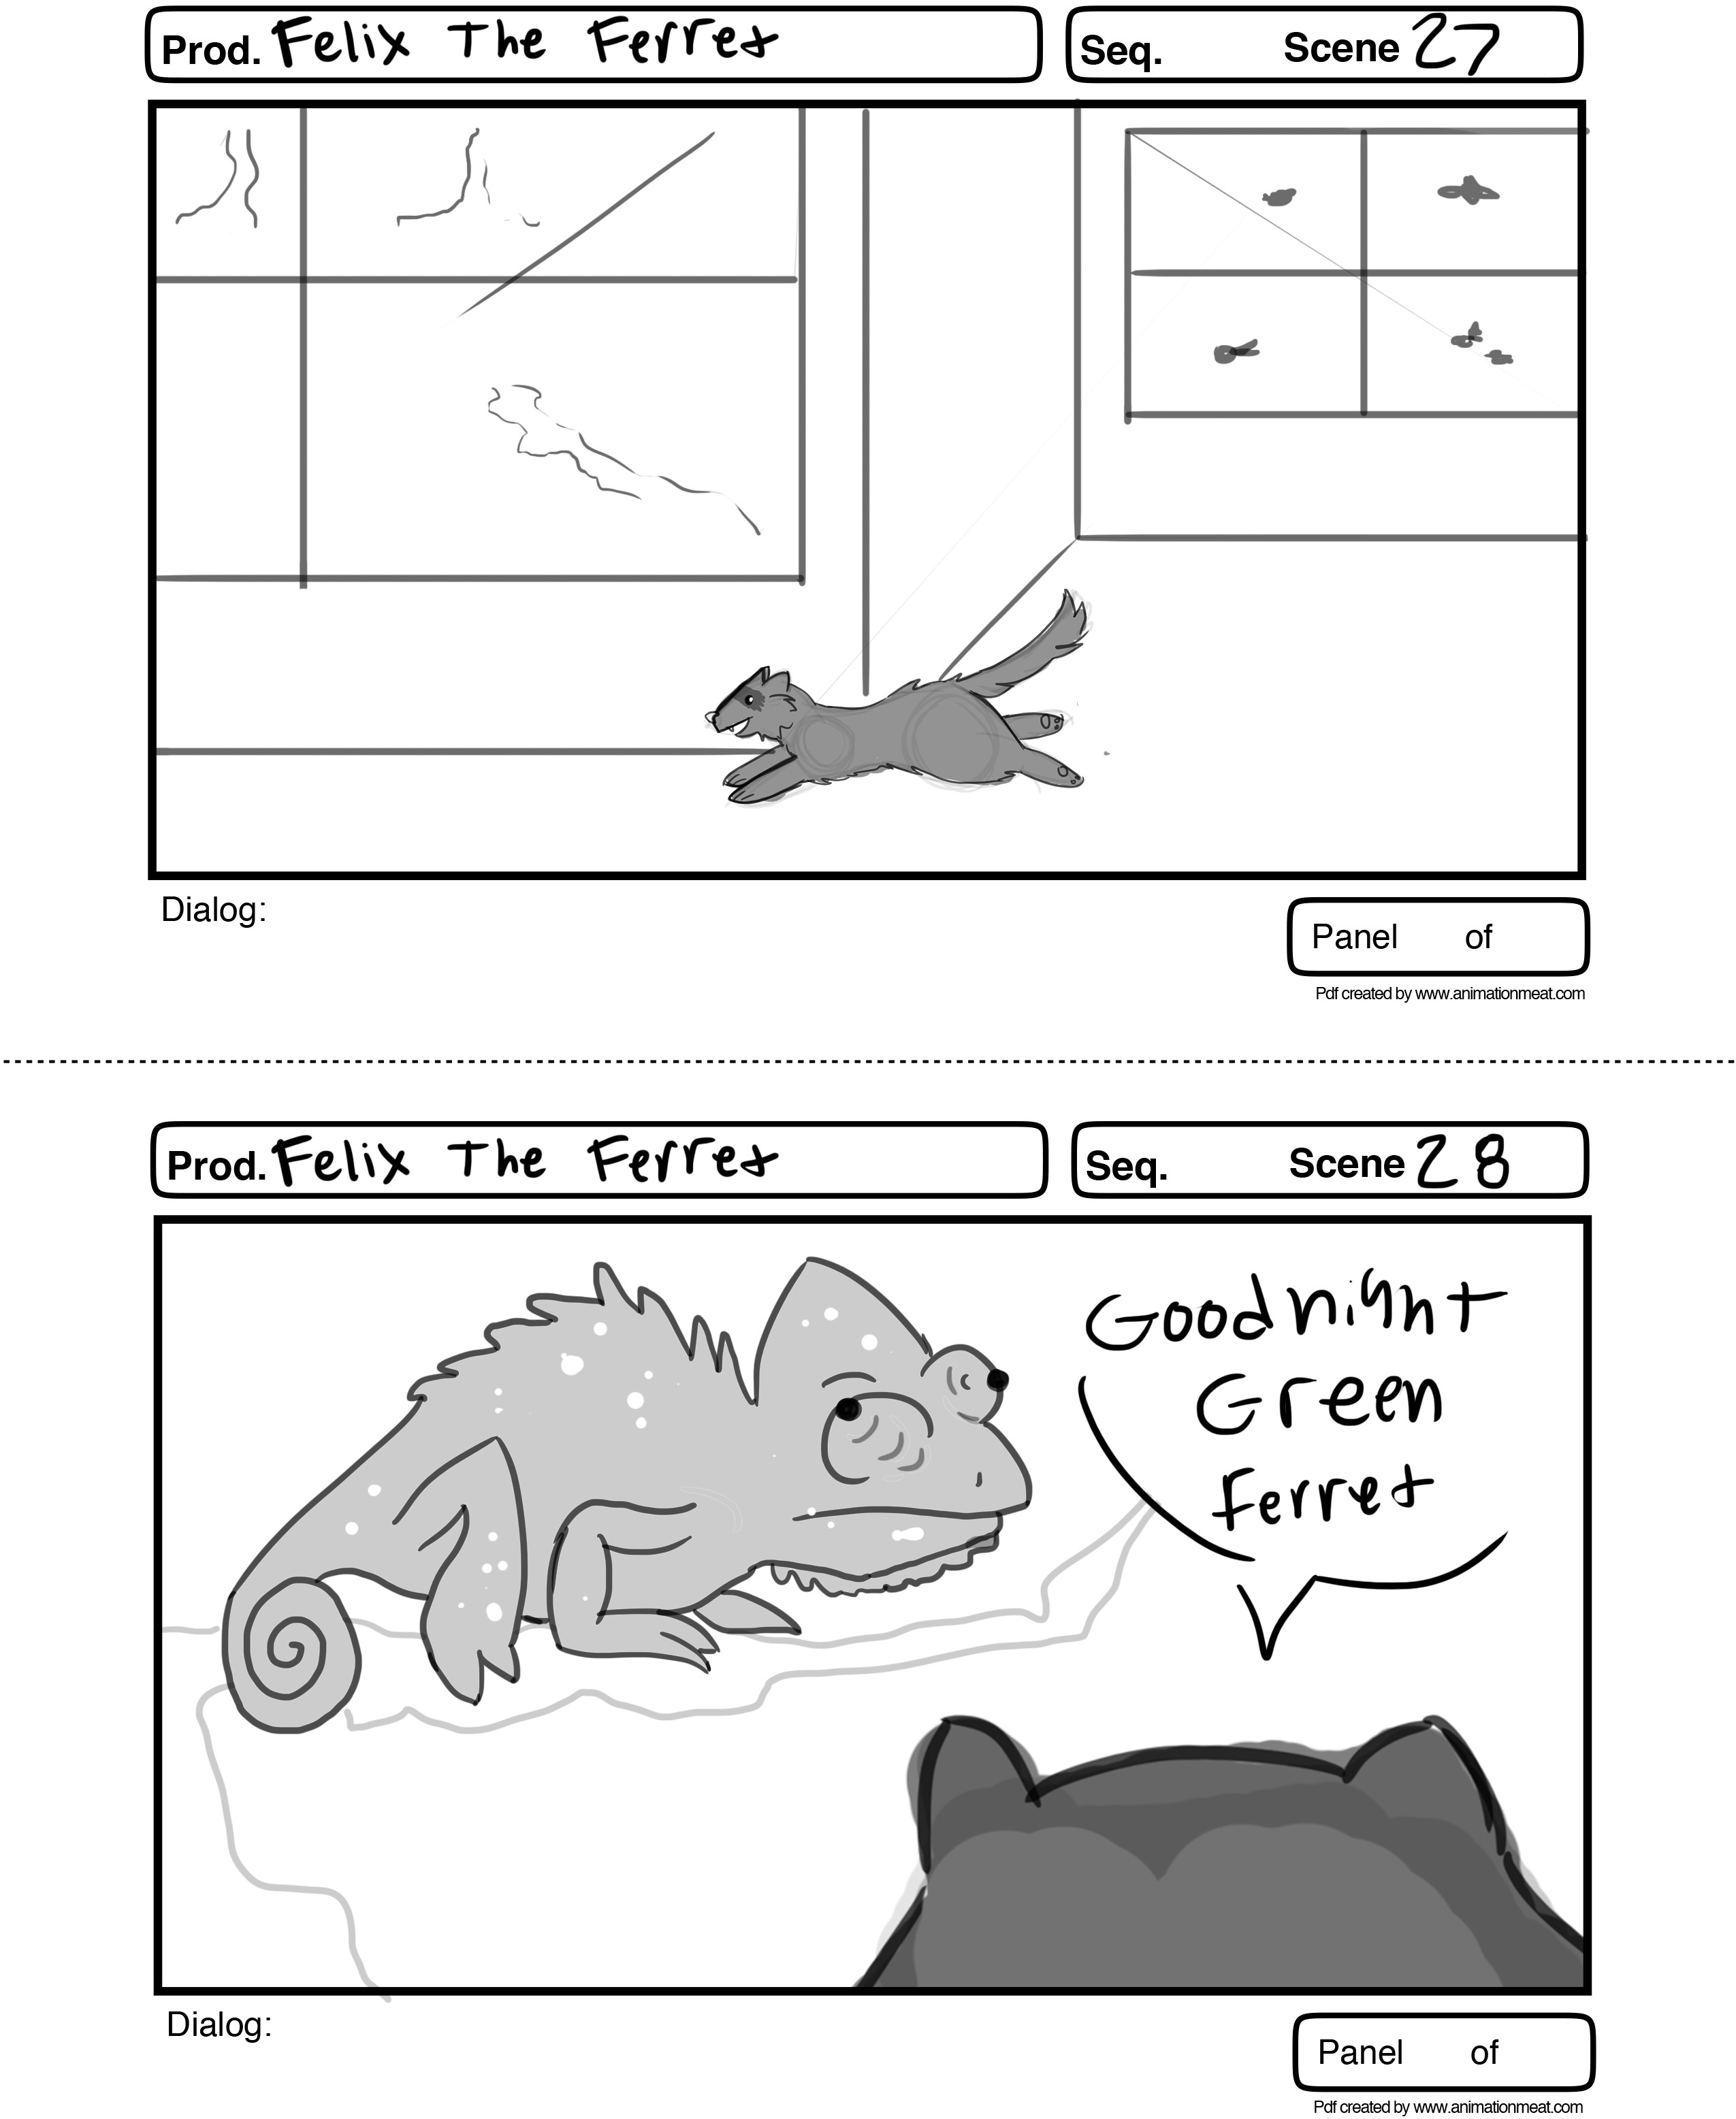 Prod. Felix The Ferret
Seq. Scene 27
Dialog:
Panel of
Pdf created by www.animationmeat.com
Prod. Felix The Ferret
Seq. Scene 28
Goodnight
Green
Ferret
Dialog:
Panel of
Pdf created by www.animationmeat.com